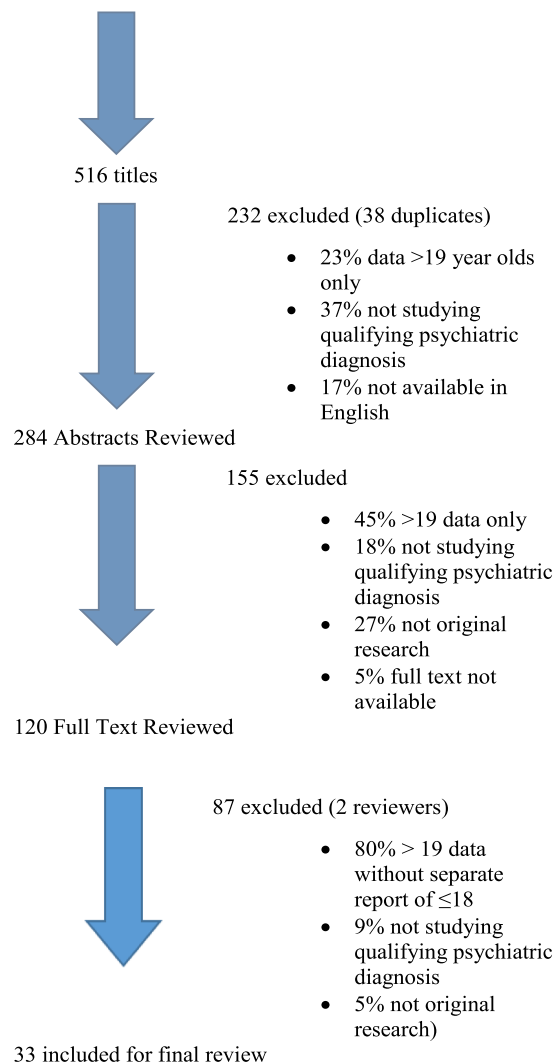 516 titles
232 excluded (38 duplicates)
• 23% data >19 year olds
only
• 37% not studying
qualifying psychiatric
diagnosis
• 17% not available in
English
284 Abstracts Reviewed
155 excluded
• 45% >19 data only
• 18% not studying
qualifying psychiatric
diagnosis
• 27% not original
research
• 5% full text not
available
120 Full Text Reviewed
87 excluded (2 reviewers)
• 80% > 19 data
without separate
report of ≤18
• 9% not studying
qualifying psychiatric
diagnosis
• 5% not original
research)
33 included for final review